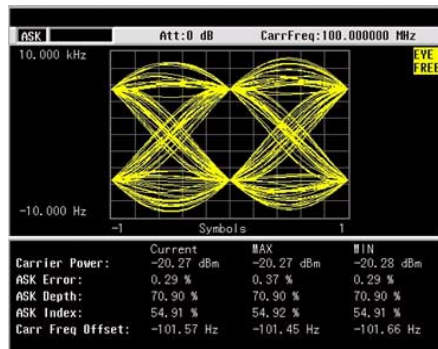 ASK Att:0 dB CarrFreq:100.000000 MHz
10.000 kHz
EYE
FREE
-10.000 Hz
-1 Symbols 1
Current MAX MIN
Carrier Power: -20.27 dBm -20.27 dBm -20.28 dBm
ASK Error: 0.29 % 0.37 % 0.29 %
ASK Depth: 70.90 % 70.90 % 70.90 %
ASK Index: 54.91 % 54.92 % 54.91 %
Carr Freq Offset: -101.57 Hz -101.45 Hz -101.66 Hz